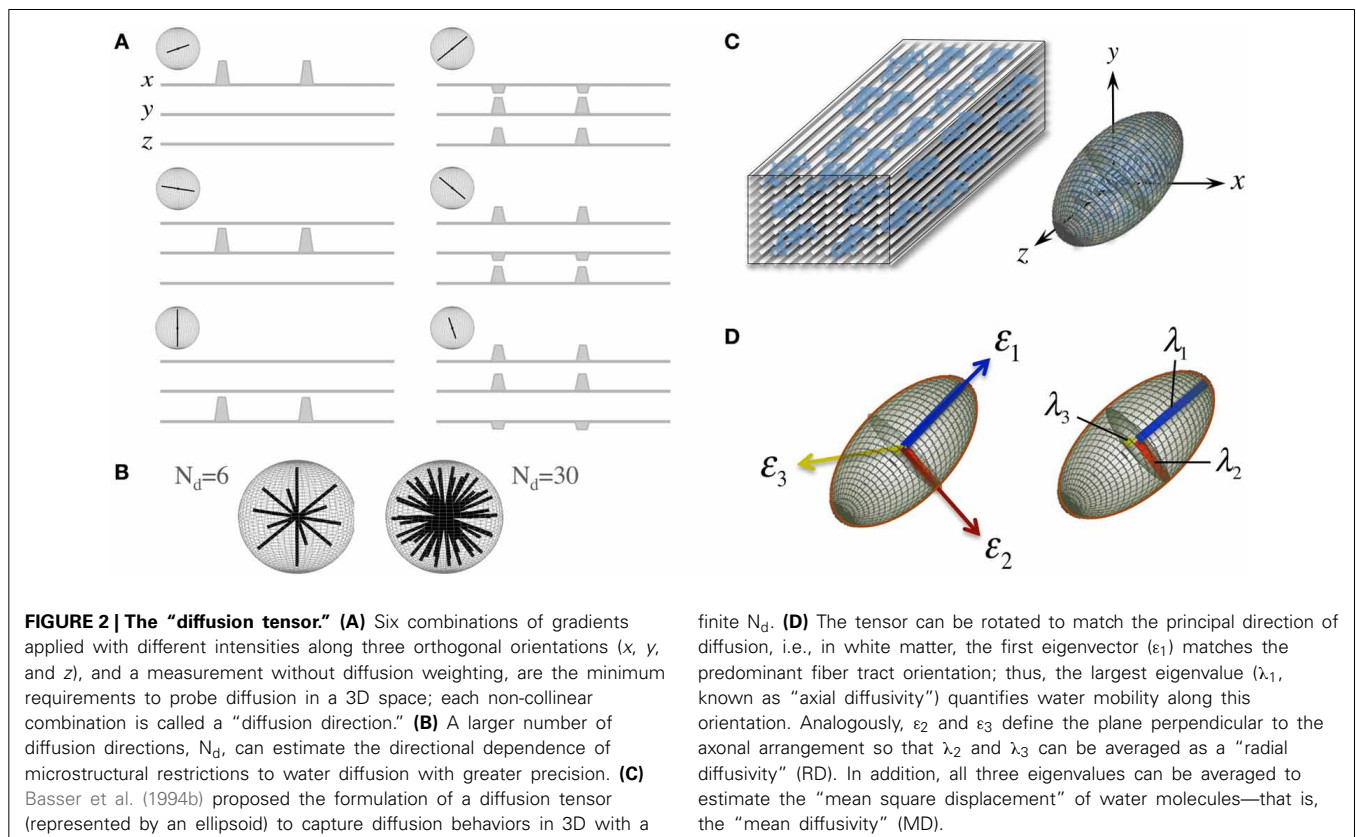 A
x
y
z
B
N_d=6
N_d=30
C
y
x
z
D
ε₁
ε₃
ε₂
λ₁
λ₃
λ₂
FIGURE 2 | The “diffusion tensor.” (A) Six combinations of gradients
applied with different intensities along three orthogonal orientations (x, y,
and z), and a measurement without diffusion weighting, are the minimum
requirements to probe diffusion in a 3D space; each non-collinear
combination is called a “diffusion direction.” (B) A larger number of
diffusion directions, N_d, can estimate the directional dependence of
microstructural restrictions to water diffusion with greater precision. (C)
Basser et al. (1994b) proposed the formulation of a diffusion tensor
(represented by an ellipsoid) to capture diffusion behaviors in 3D with a
finite N_d. (D) The tensor can be rotated to match the principal direction of
diffusion, i.e., in white matter, the first eigenvector (ε₁) matches the
predominant fiber tract orientation; thus, the largest eigenvalue (λ₁,
known as “axial diffusivity”) quantifies water mobility along this
orientation. Analogously, ε₂ and ε₃ define the plane perpendicular to the
axonal arrangement so that λ₂ and λ₃ can be averaged as a “radial
diffusivity” (RD). In addition, all three eigenvalues can be averaged to
estimate the “mean square displacement” of water molecules—that is,
the “mean diffusivity” (MD).